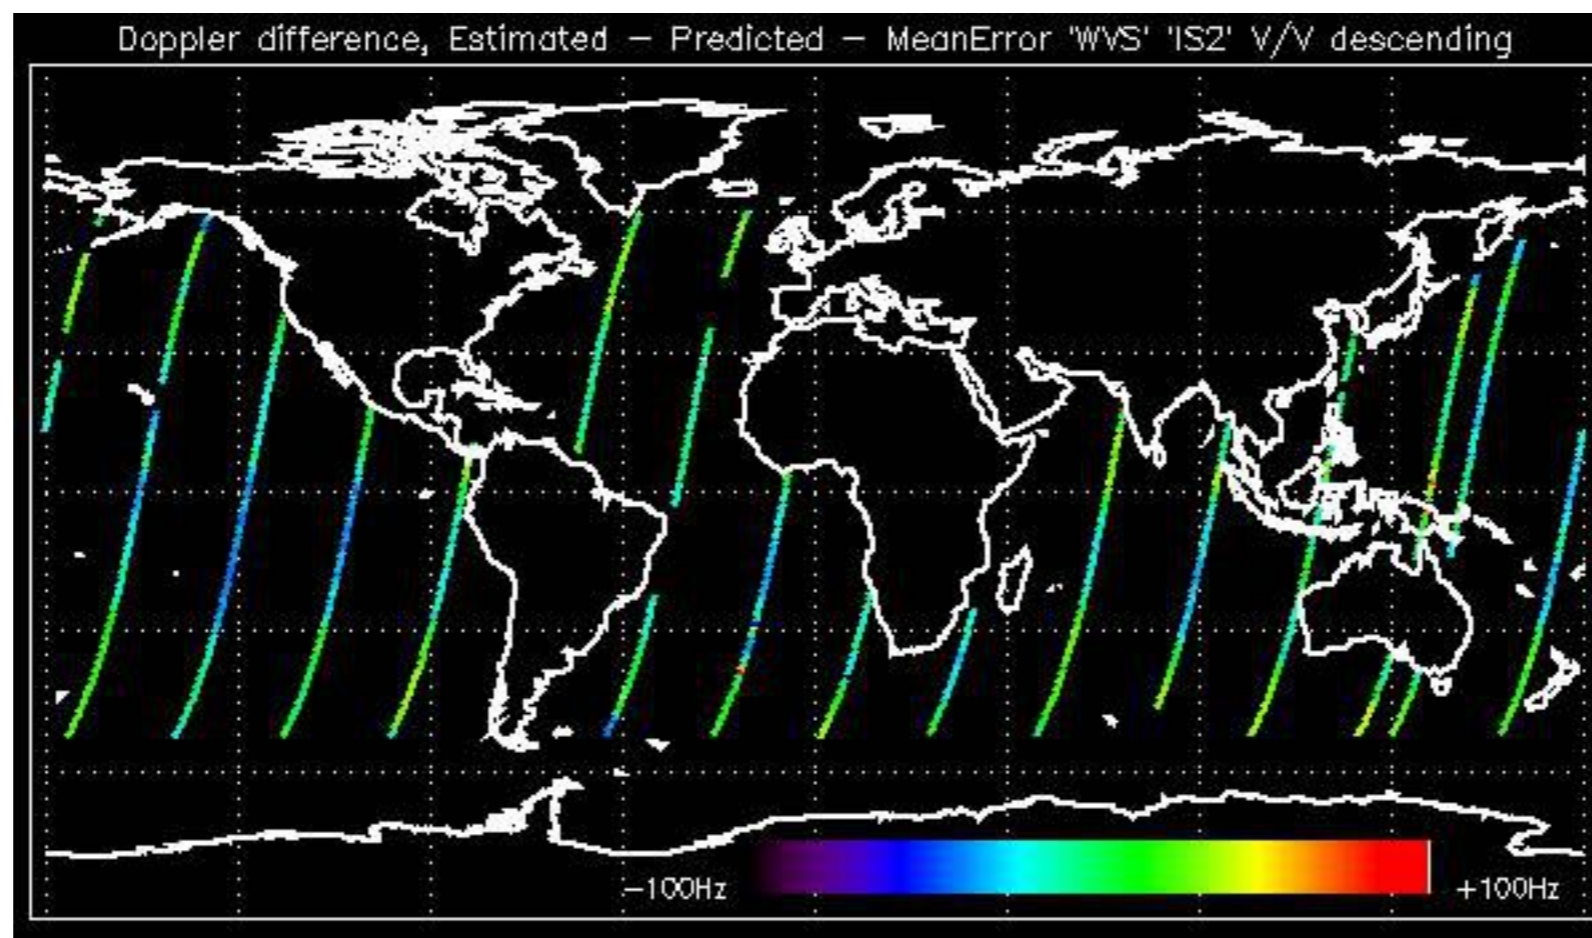 Doppler difference, Estimated — Predicted — MeanError 'WVS' 'IS2' V/V descending
—100Hz
+100Hz